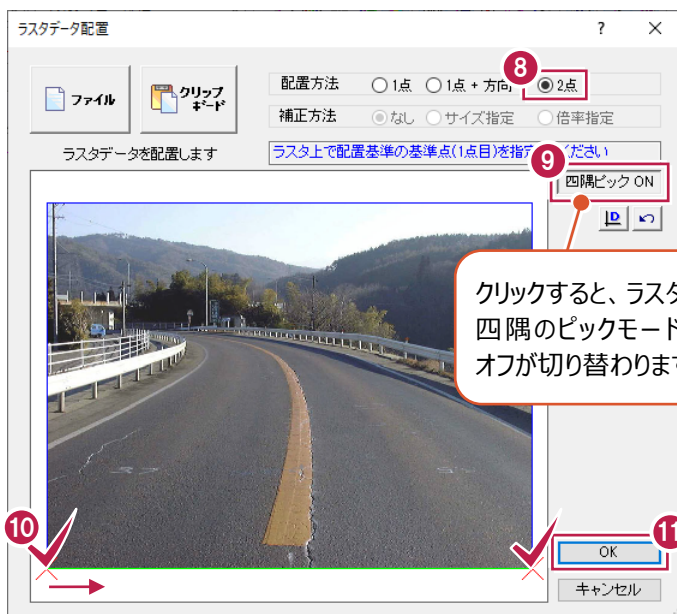 ラスタデータ配置
? ×
ファイル
クリップ
ボード
配置方法 1点 1点 + 方向 2点
8
補正方法 なし サイズ指定 倍率指定
ラスタデータを配置します
ラスタ上で配置基準の基準点(1点目)を指定 ください
9
四隅ピック ON
クリックすると、ラスタ
四隅のピックモード
オフが切り替わります
10
11
OK
キャンセル